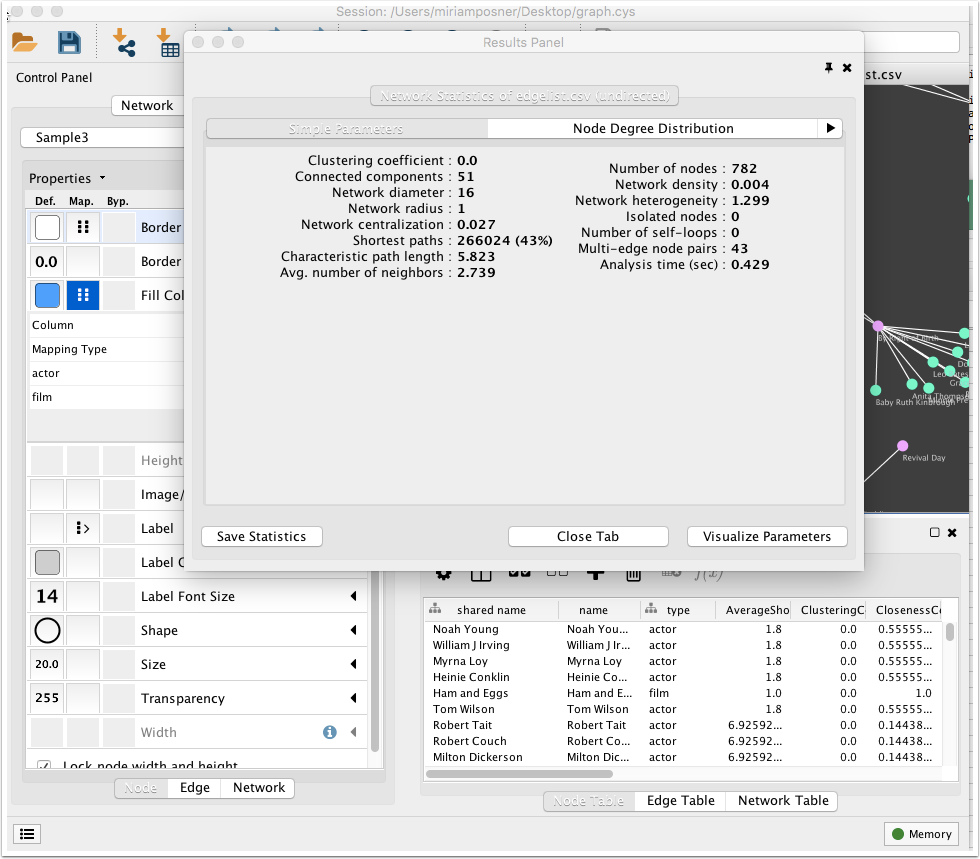 Session: /Users/miriamposner/Desktop/graph.cys
Results Panel
Control Panel
st.csv
Network
Network Statistics of edgelist.csv (undirected)
Sample3
Simple Parameters
Node Degree Distribution
Clustering coefficient : 0.0
Connected components : 51
Network diameter : 16
Network radius : 1
Network centralization : 0.027
Shortest paths : 266024 (43%)
Characteristic path length : 5.823
Avg. number of neighbors : 2.739
Number of nodes : 782
Network density : 0.004
Network heterogeneity : 1.299
Isolated nodes : 0
Number of self-loops : 0
Multi-edge node pairs : 43
Analysis time (sec) : 0.429
Properties
Def. Map. Byp.
Border
0.0 Border
Fill Col
Column
Mapping Type
actor
film
Height
Image/
Label
Label C
14 Label Font Size
Shape
20.0 Size
255 Transparency
Width
Lock node width and height
Node Edge Network
Save Statistics
Close Tab
Visualize Parameters
By Right of Birth
Baby Ruth Kinbrough
Anita Thompson
Revival Day
f(x)
shared name name type AverageSho ClusteringC ClosenessCe
Noah Young Noah You... actor 1.8 0.0 0.55555...
William J Irving William J Ir... actor 1.8 0.0 0.55555...
Myrna Loy Myrna Loy actor 1.8 0.0 0.55555...
Heinie Conklin Heinie Co... actor 1.8 0.0 0.55555...
Ham and Eggs Ham and E... film 1.0 0.0 1.0
Tom Wilson Tom Wilson actor 1.8 0.0 0.55555...
Robert Tait Robert Tait actor 6.92592... 0.0 0.14438...
Robert Couch Robert Co... actor 6.92592... 0.0 0.14438...
Milton Dickerson Milton Dic... actor 6.92592... 0.0 0.14438...
Node Table Edge Table Network Table
Memory